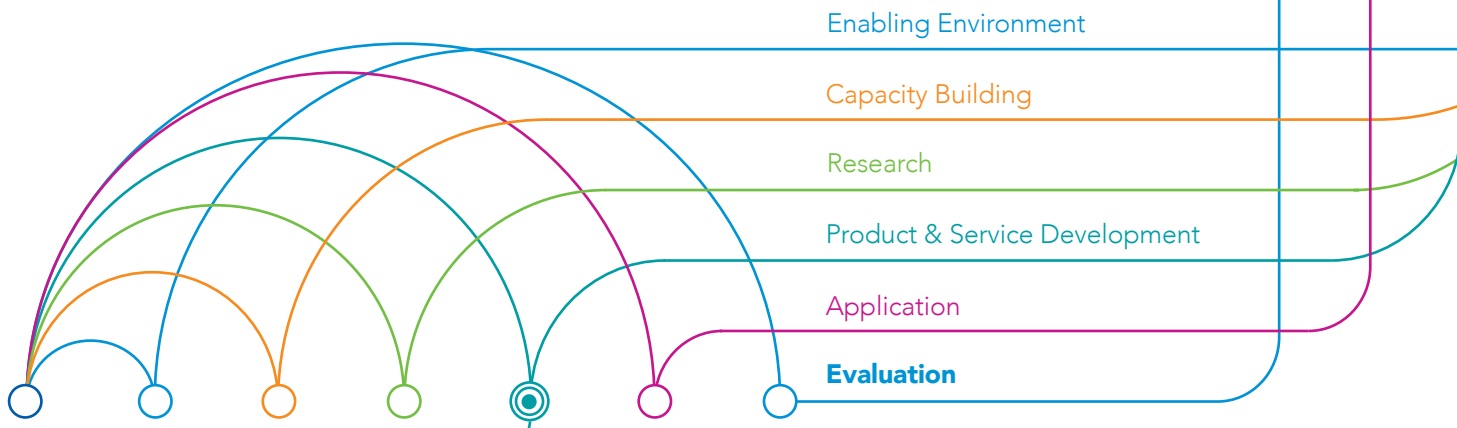 Enabling Environment
Capacity Building
Research
Product & Service Development
Application
Evaluation